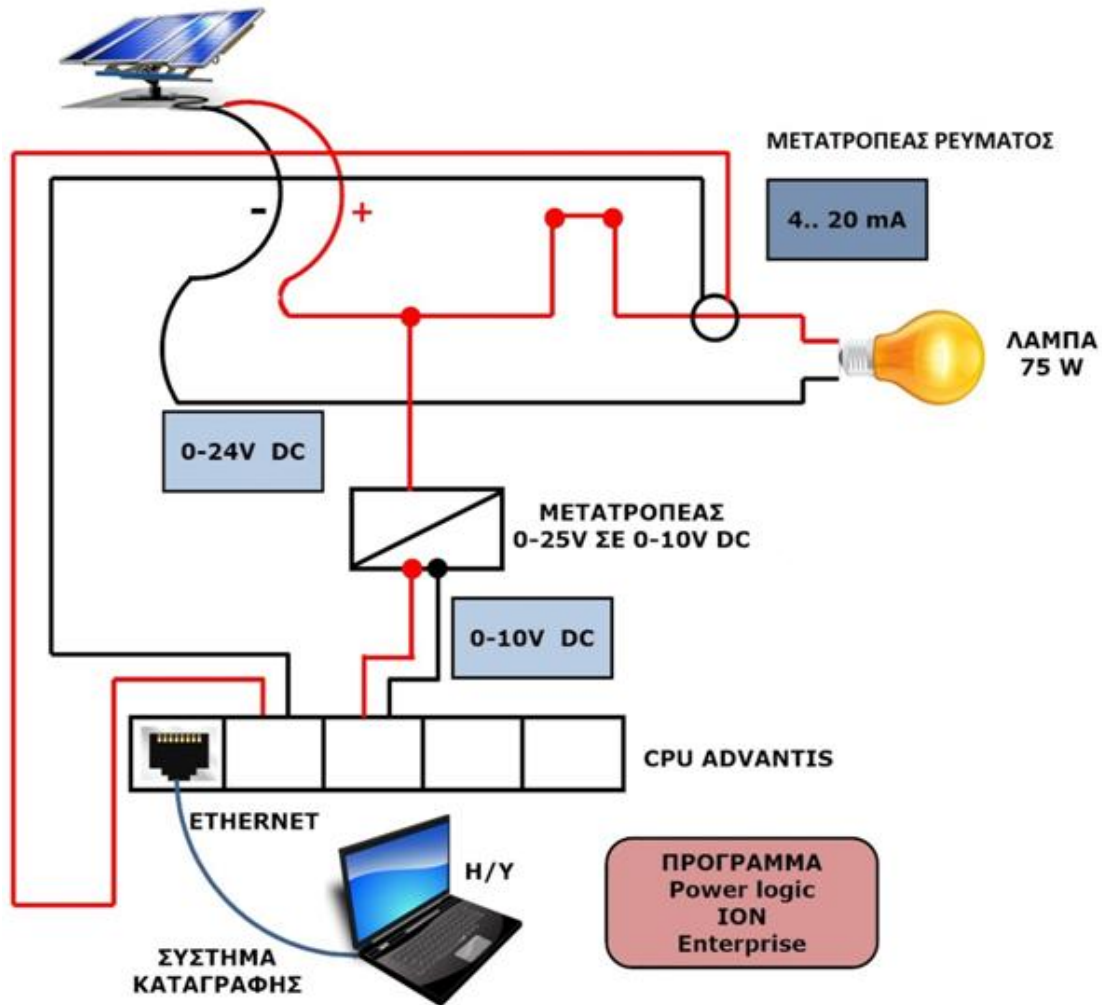 ΜΕΤΑΤΡΟΠΕΑΣ ΡΕΥΜΑΤΟΣ
-
+
4.. 20 mA
ΛΑΜΠΑ
75 W
0-24V DC
ΜΕΤΑΤΡΟΠΕΑΣ
0-25V ΣΕ 0-10V DC
0-10V DC
CPU ADVANTIS
ETHERNET
Η/Υ
ΠΡΟΓΡΑΜΜΑ
Power logic
ION
Enterprise
ΣΥΣΤΗΜΑ
ΚΑΤΑΓΡΑΦΗΣ